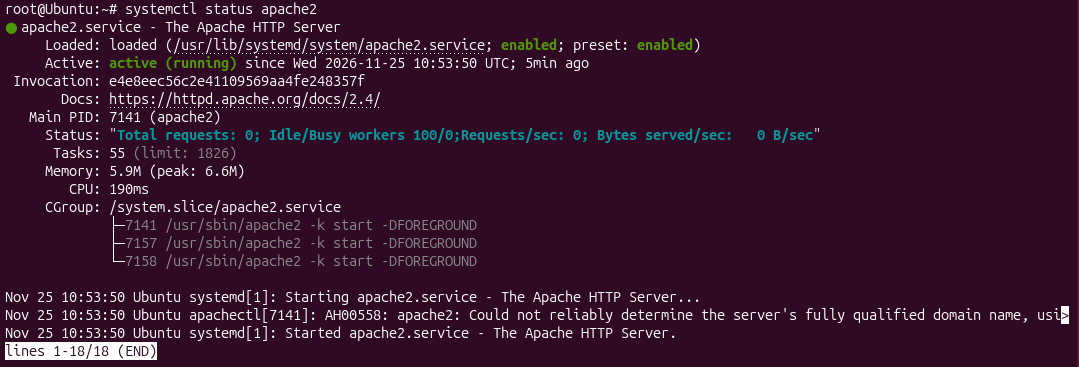 root@Ubuntu:~# systemctl status apache2
● apache2.service - The Apache HTTP Server
     Loaded: loaded (/usr/lib/systemd/system/apache2.service; enabled; preset: enabled)
     Active: active (running) since Wed 2026-11-25 10:53:50 UTC; 5min ago
 Invocation: e4e8eec56c2e41109569aa4fe248357f
       Docs: https://httpd.apache.org/docs/2.4/
   Main PID: 7141 (apache2)
     Status: "Total requests: 0; Idle/Busy workers 100/0;Requests/sec: 0; Bytes served/sec:   0 B/sec"
      Tasks: 55 (limit: 1826)
     Memory: 5.9M (peak: 6.6M)
        CPU: 190ms
     CGroup: /system.slice/apache2.service
             ├─7141 /usr/sbin/apache2 -k start -DFOREGROUND
             ├─7157 /usr/sbin/apache2 -k start -DFOREGROUND
             └─7158 /usr/sbin/apache2 -k start -DFOREGROUND

Nov 25 10:53:50 Ubuntu systemd[1]: Starting apache2.service - The Apache HTTP Server...
Nov 25 10:53:50 Ubuntu apachectl[7141]: AH00558: apache2: Could not reliably determine the server's fully qualified domain name, usi>
Nov 25 10:53:50 Ubuntu systemd[1]: Started apache2.service - The Apache HTTP Server.
lines 1-18/18 (END)